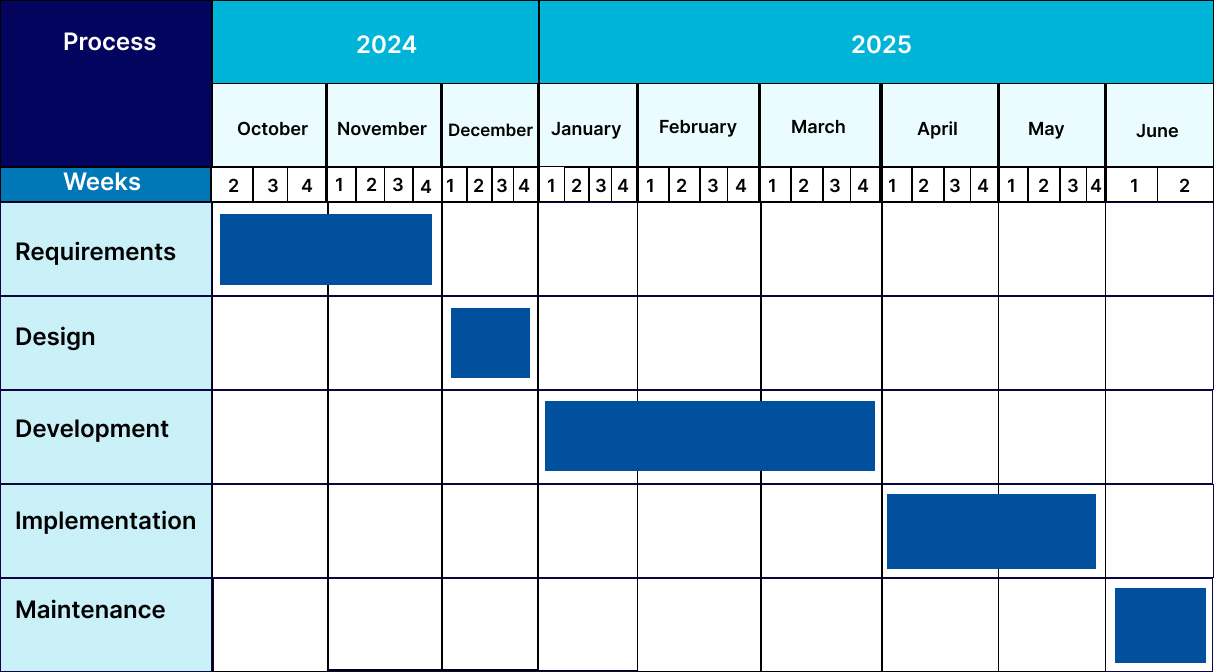 Process 2024 2025
October November December January February March April May June
Weeks 2 3 4 1 2 3 4 1 2 3 4 1 2 3 4 1 2 3 4 1 2 3 4 1 2 3 4 1 2 3 4 1 2
Requirements
Design
Development
Implementation
Maintenance